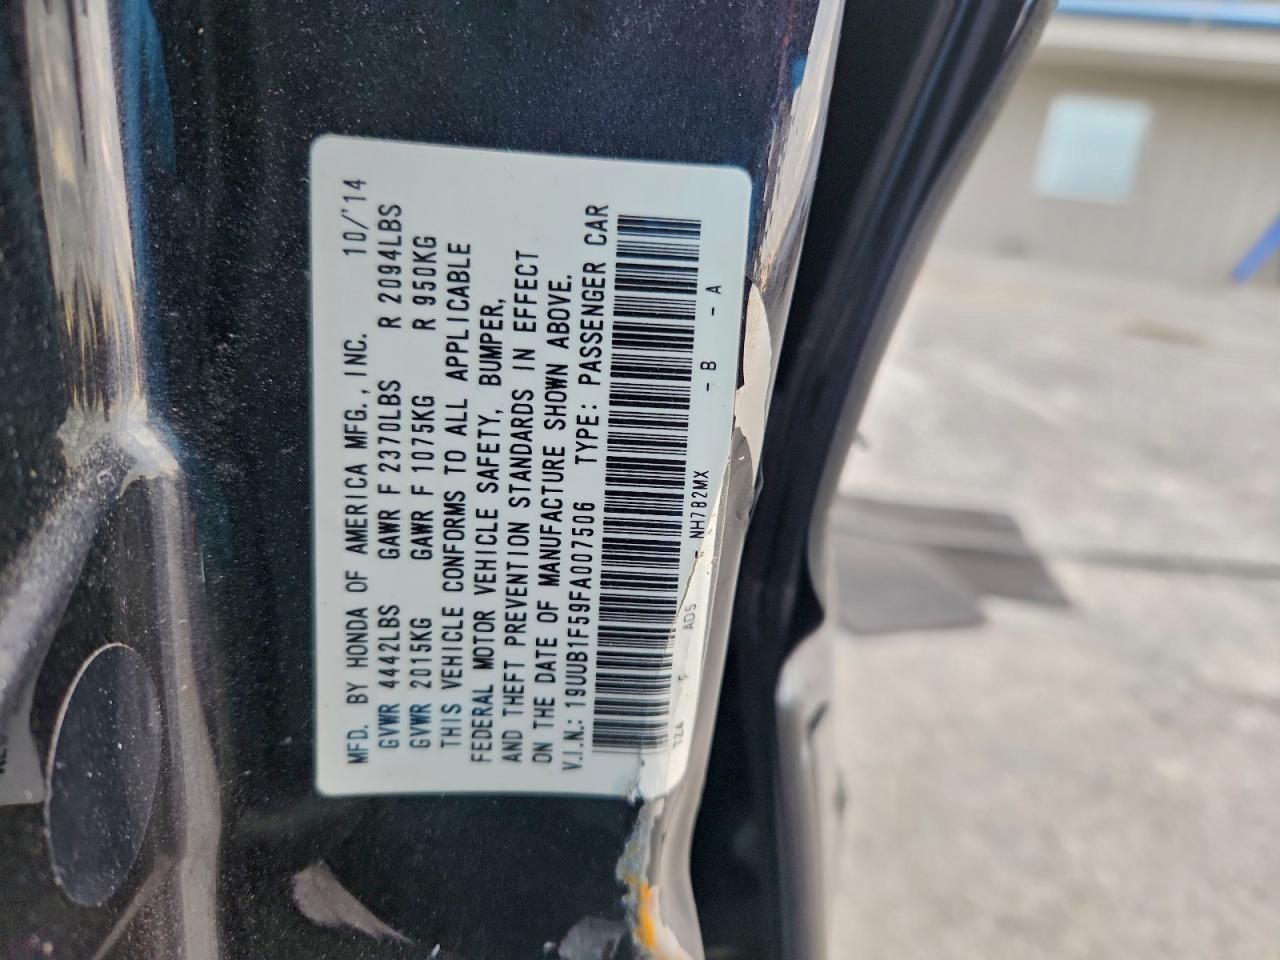 MFD. BY HONDA OF AMERICA MFG., INC. 10/'14
GVWR 4442LBS GAWR F 2370LBS R 2094LBS
GVWR 2015KG GAWR F 1075KG R 950KG
THIS VEHICLE CONFORMS TO ALL APPLICABLE
FEDERAL MOTOR VEHICLE SAFETY, BUMPER,
AND THEFT PREVENTION STANDARDS IN EFFECT
ON THE DATE OF MANUFACTURE SHOWN ABOVE.
V.I.N.: 19UUB1F59FA007506 TYPE: PASSENGER CAR
NH782MX - B - A
TZ4 ADS